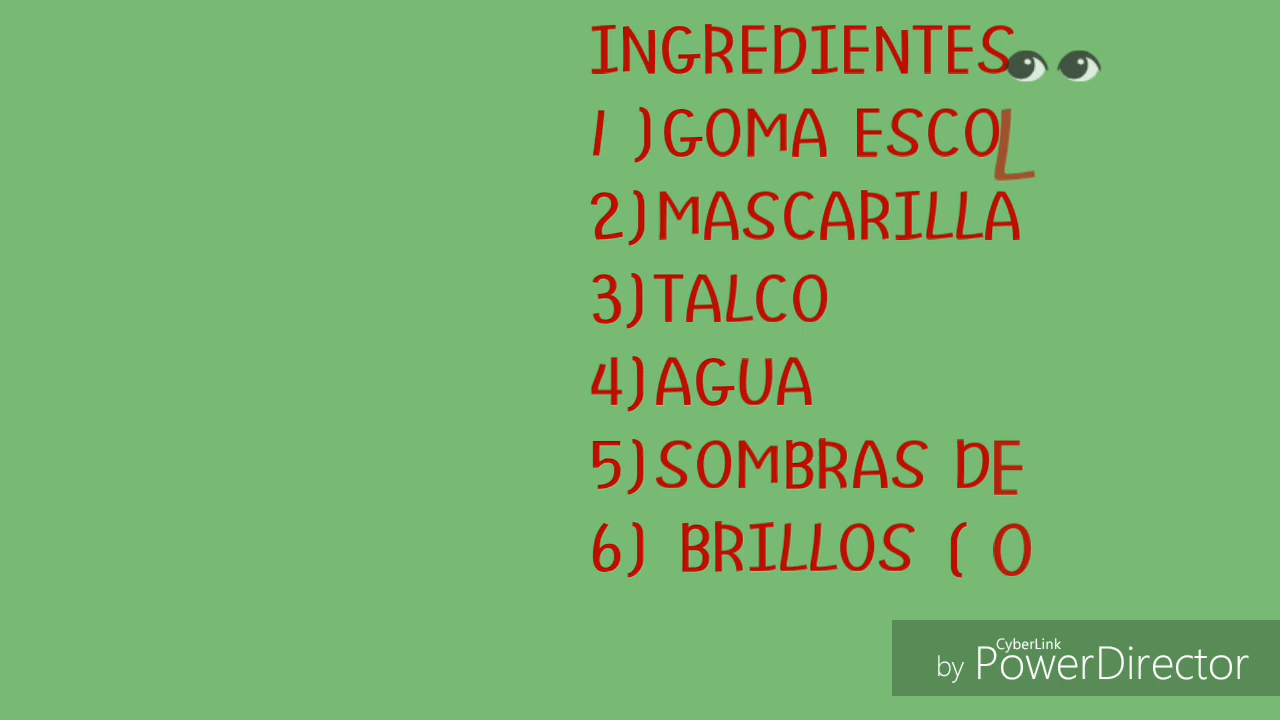 INGREDIENTES 👀
1 )GOMA ESCOL
2)MASCARILLA
3)TALCO
4)AGUA
5)SOMBRAS DE
6) BRILLOS ( O
CyberLink
by PowerDirector